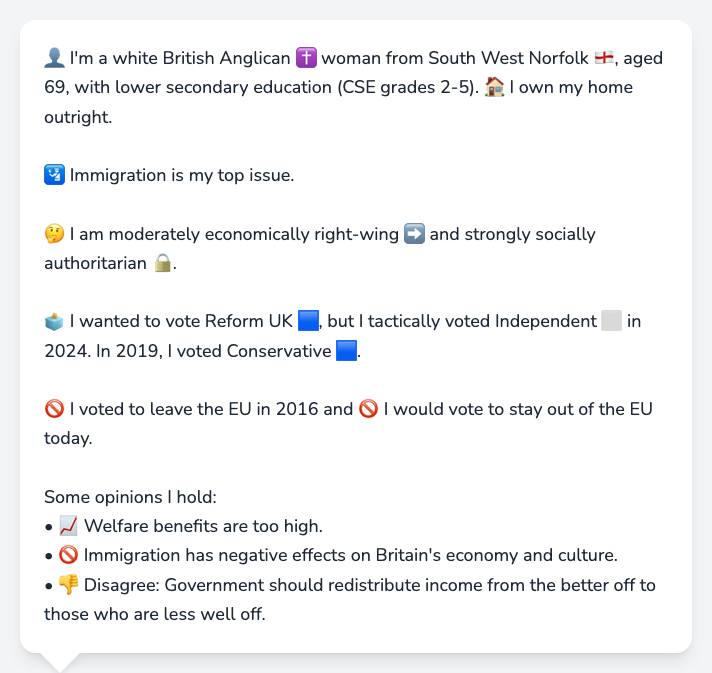 👤 I'm a white British Anglican ✝️ woman from South West Norfolk 🏴󠁧󠁢󠁥󠁮󠁧󠁿, aged
69, with lower secondary education (CSE grades 2-5). 🏠 I own my home
outright.
🛂 Immigration is my top issue.
🤔 I am moderately economically right-wing ➡️ and strongly socially
authoritarian 🔒.
🗳️ I wanted to vote Reform UK 🟦, but I tactically voted Independent ⬜ in
2024. In 2019, I voted Conservative 🟦.
🚫 I voted to leave the EU in 2016 and 🚫 I would vote to stay out of the EU
today.
Some opinions I hold:
• 📈 Welfare benefits are too high.
• 🚫 Immigration has negative effects on Britain's economy and culture.
• 👎 Disagree: Government should redistribute income from the better off to
those who are less well off.